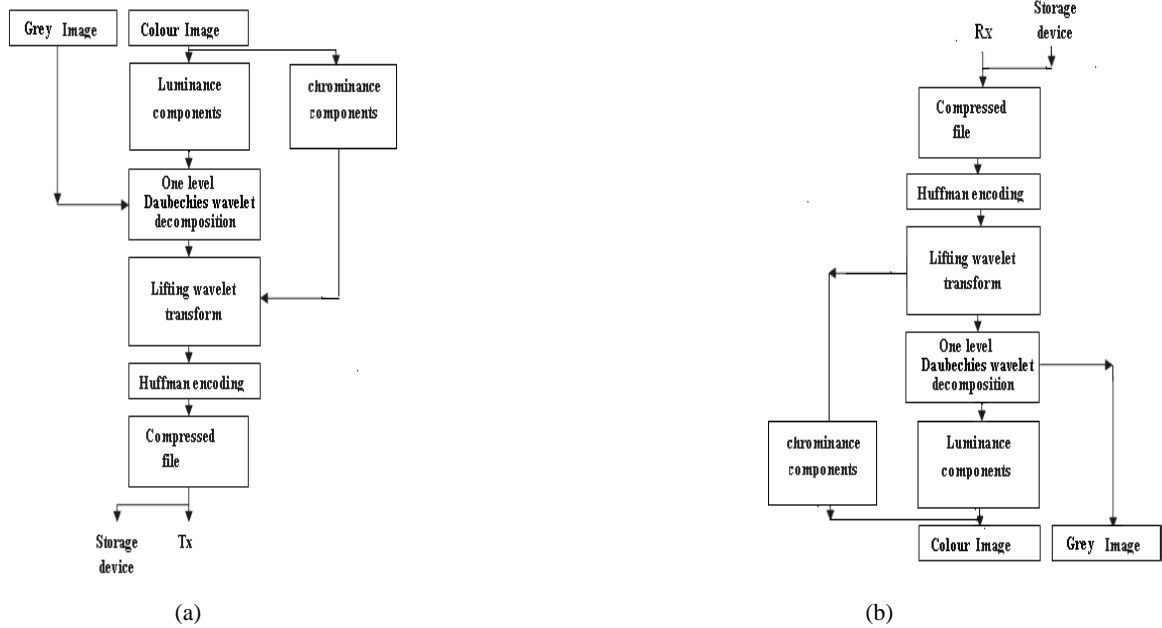 Grey Image
Colour Image
Luminance
components
chrominance
components
One level
Daubechies wavelet
decomposition
Lifting wavelet
transform
Huffman encoding
Compressed
file
Storage
device
Tx
(a)
Rx
Storage
device
Compressed
file
Huffman encoding
Lifting wavelet
transform
One level
Daubechies wavelet
decomposition
chrominance
components
Luminance
components
Colour Image
Grey Image
(b)